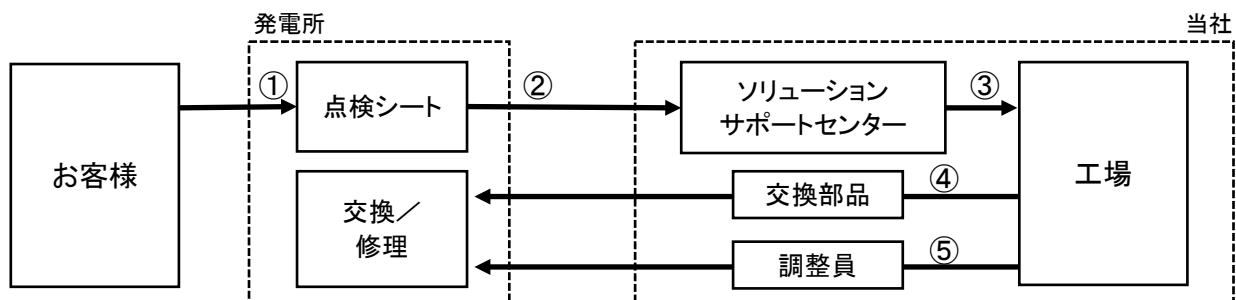 発電所
当社
お客様
①
点検シート
②
ソリューション
サポートセンター
③
工場
交換／
修理
交換部品
④
調整員
⑤